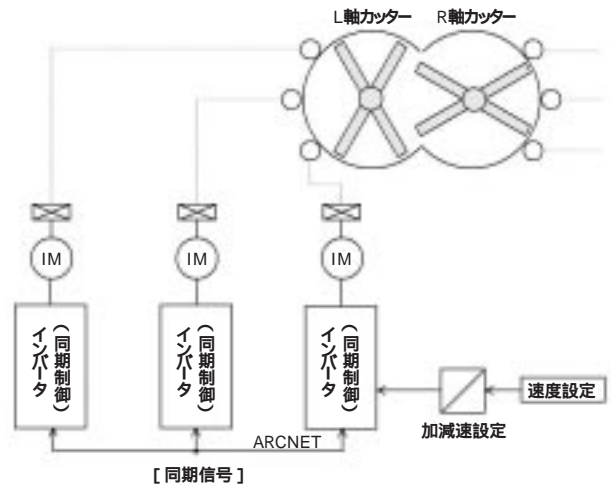 L軸カッター R軸カッター
IM IM IM
インバータ
(同期制御)
インバータ
(同期制御)
インバータ
(同期制御)
速度設定
加減速設定
ARCNET
[ 同期信号 ]